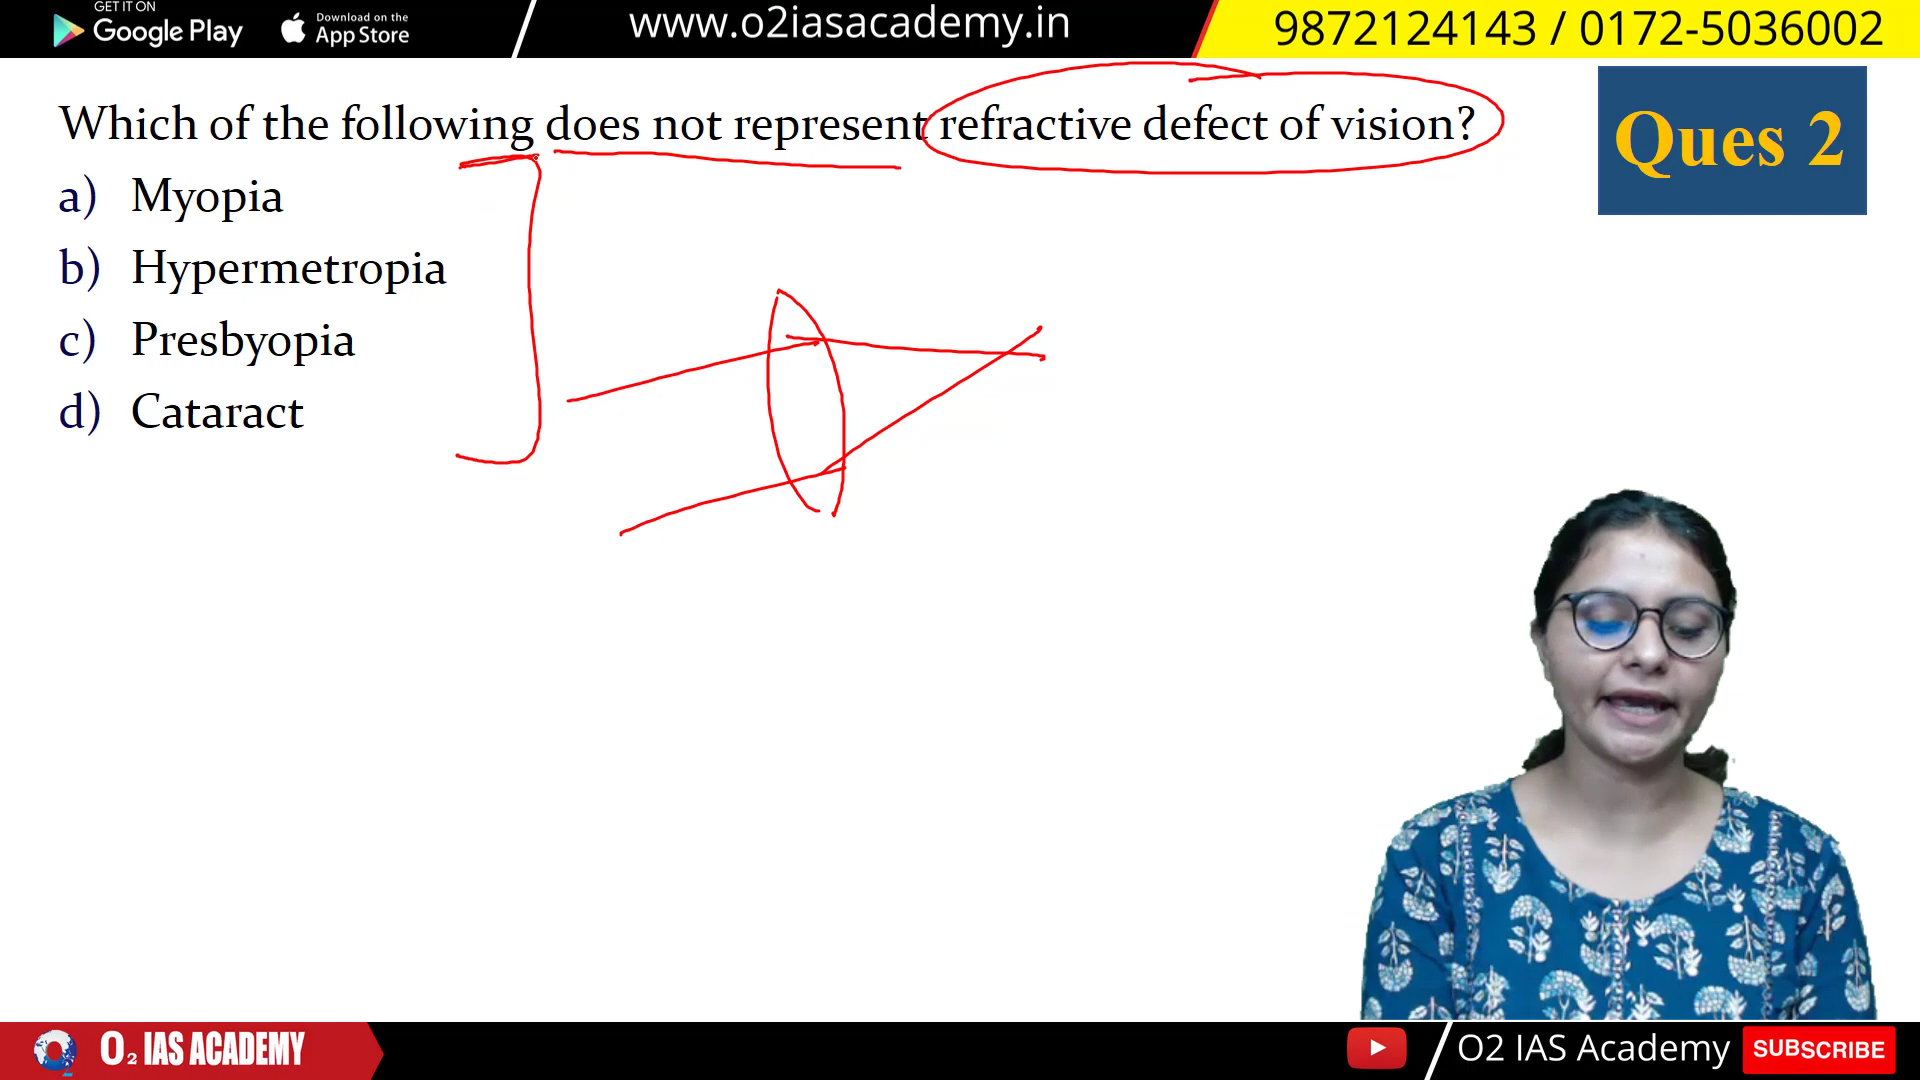 GET IT ON
Google Play
Download on the
App Store
www.o2iasacademy.in
9872124143 / 0172-5036002
Which of the following does not represent refractive defect of vision?
Ques 2
a) Myopia
b) Hypermetropia
c) Presbyopia
d) Cataract
O2 IAS ACADEMY
O2 IAS Academy
SUBSCRIBE